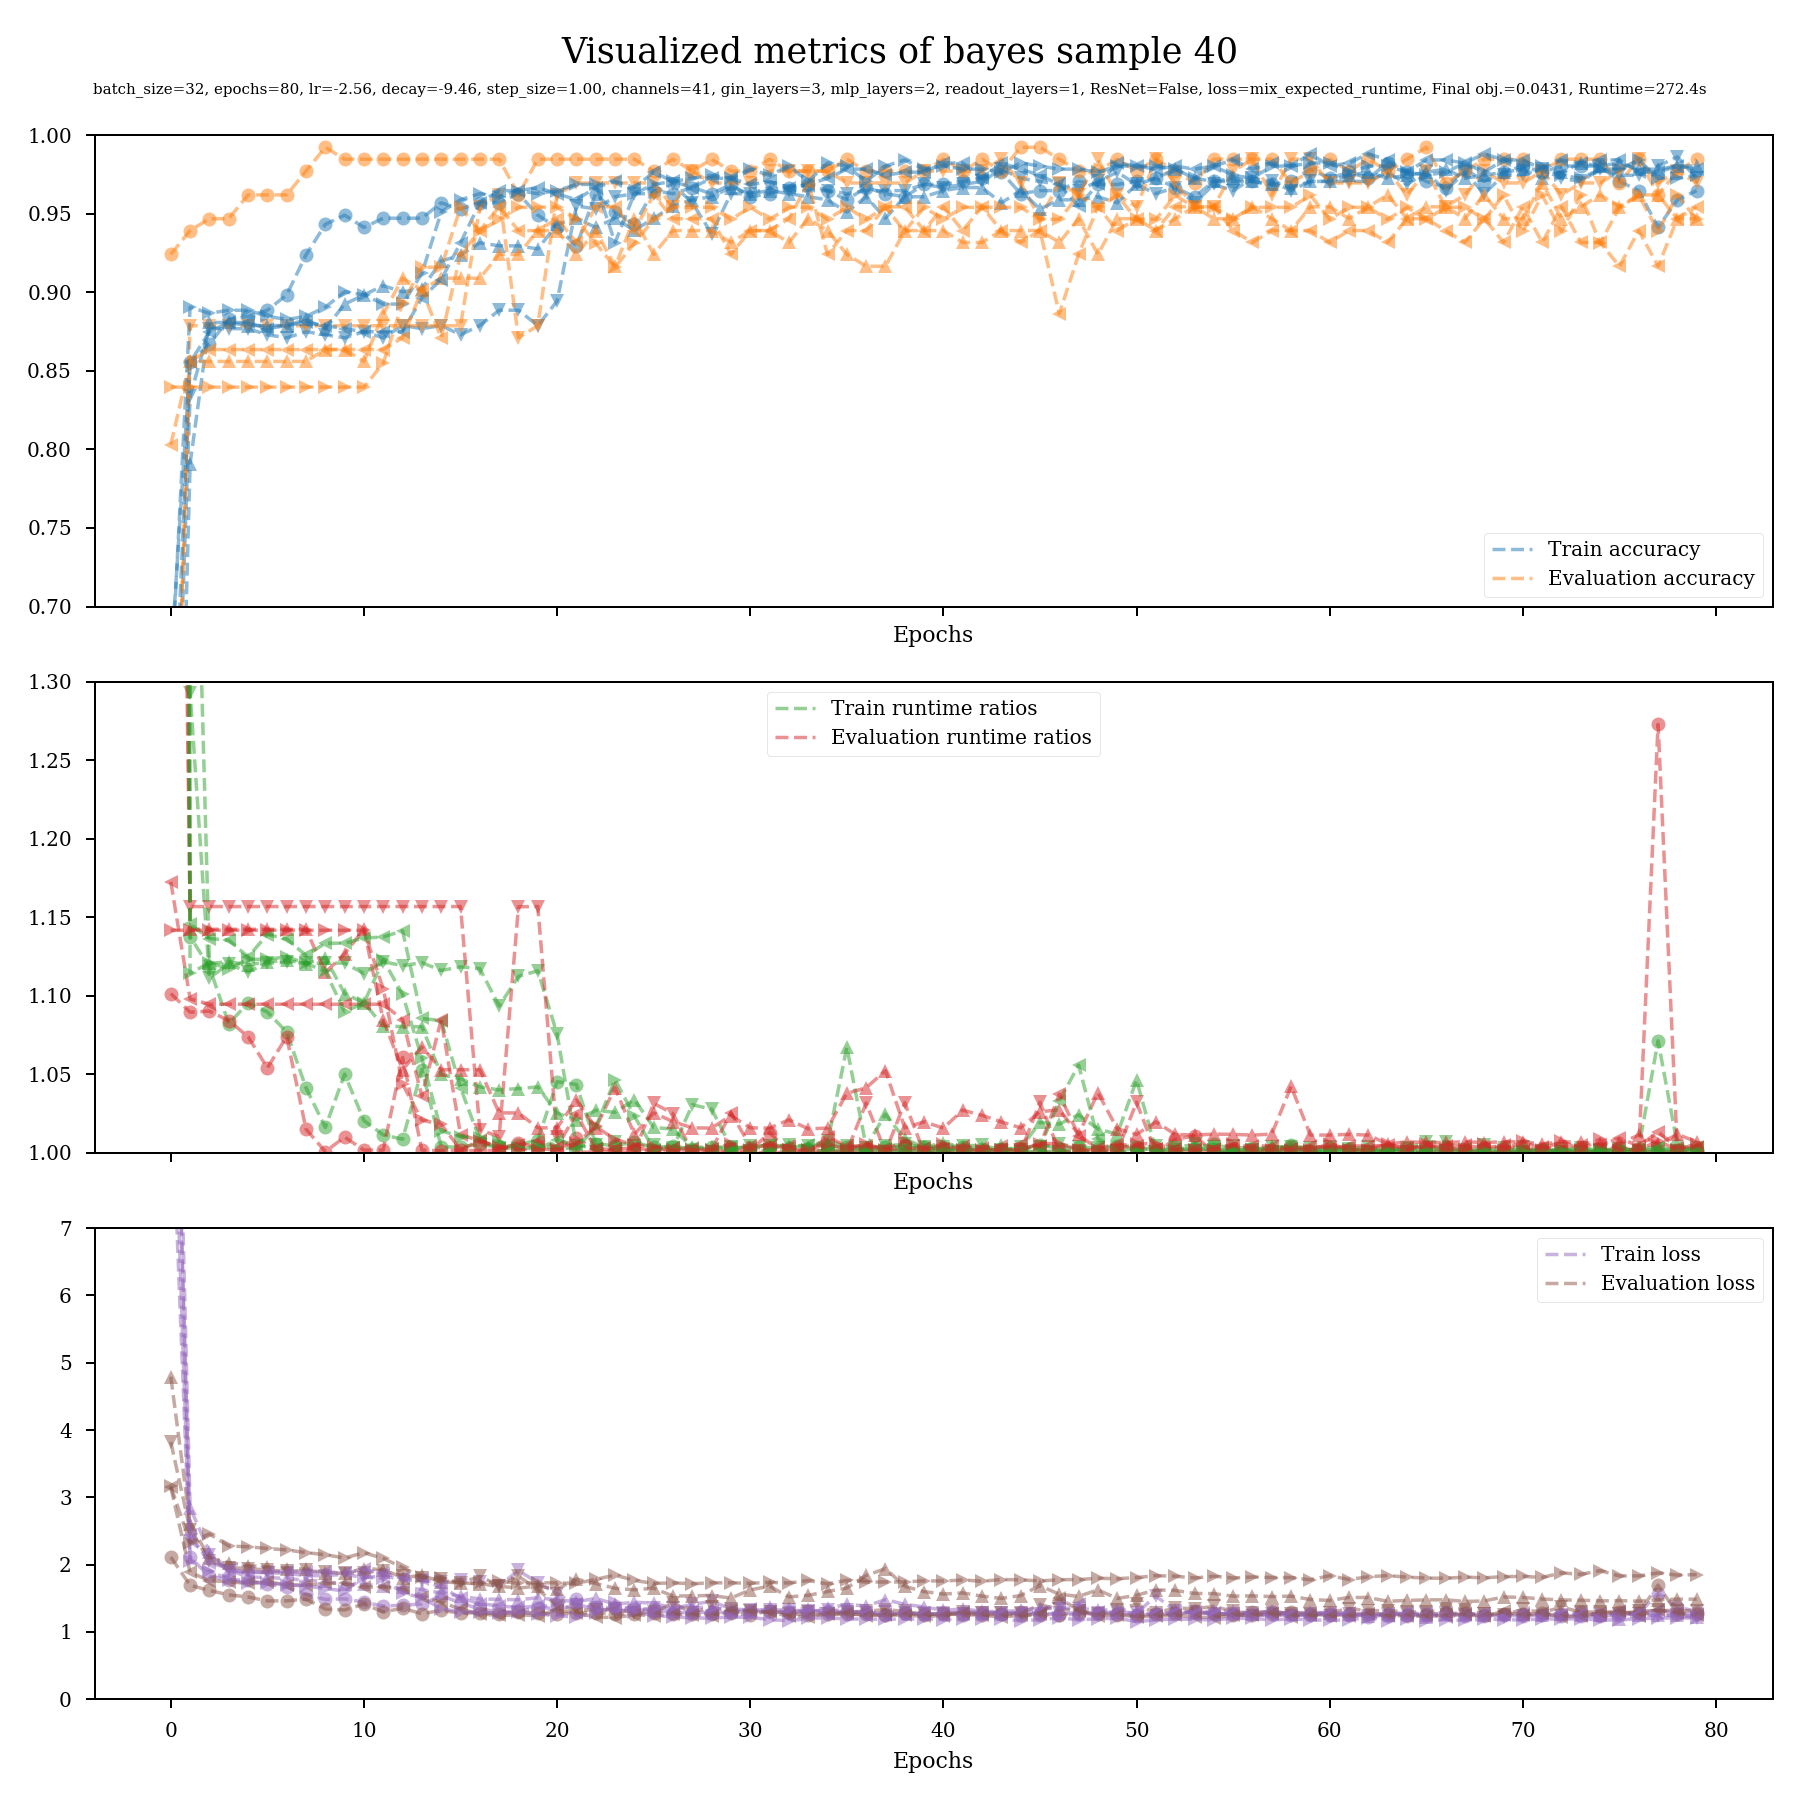 Visualized metrics of bayes sample 40
batch_size=32, epochs=80, lr=-2.56, decay=-9.46, step_size=1.00, channels=41, gin_layers=3, mlp_layers=2, readout_layers=1, ResNet=False, loss=mix_expected_runtime, Final obj.=0.0431, Runtime=272.4s
1.00
0.95
0.90
0.85
0.80
0.75
0.70
Train accuracy
Evaluation accuracy
Epochs
1.30
1.25
1.20
1.15
1.10
1.05
1.00
Train runtime ratios
Evaluation runtime ratios
Epochs
7
6
5
4
3
2
1
0
Train loss
Evaluation loss
0 10 20 30 40 50 60 70 80
Epochs